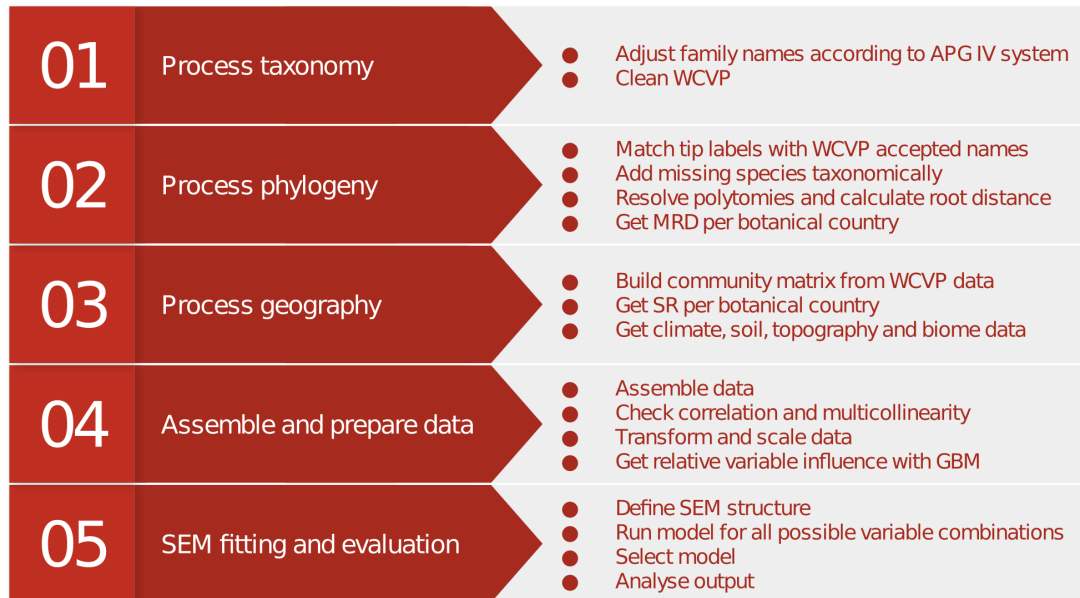 01
Process taxonomy
● Adjust family names according to APG IV system
● Clean WCVP
02
Process phylogeny
● Match tip labels with WCVP accepted names
● Add missing species taxonomically
● Resolve polytomies and calculate root distance
● Get MRD per botanical country
03
Process geography
● Build community matrix from WCVP data
● Get SR per botanical country
● Get climate, soil, topography and biome data
04
Assemble and prepare data
● Assemble data
● Check correlation and multicollinearity
● Transform and scale data
● Get relative variable influence with GBM
05
SEM fitting and evaluation
● Define SEM structure
● Run model for all possible variable combinations
● Select model
● Analyse output